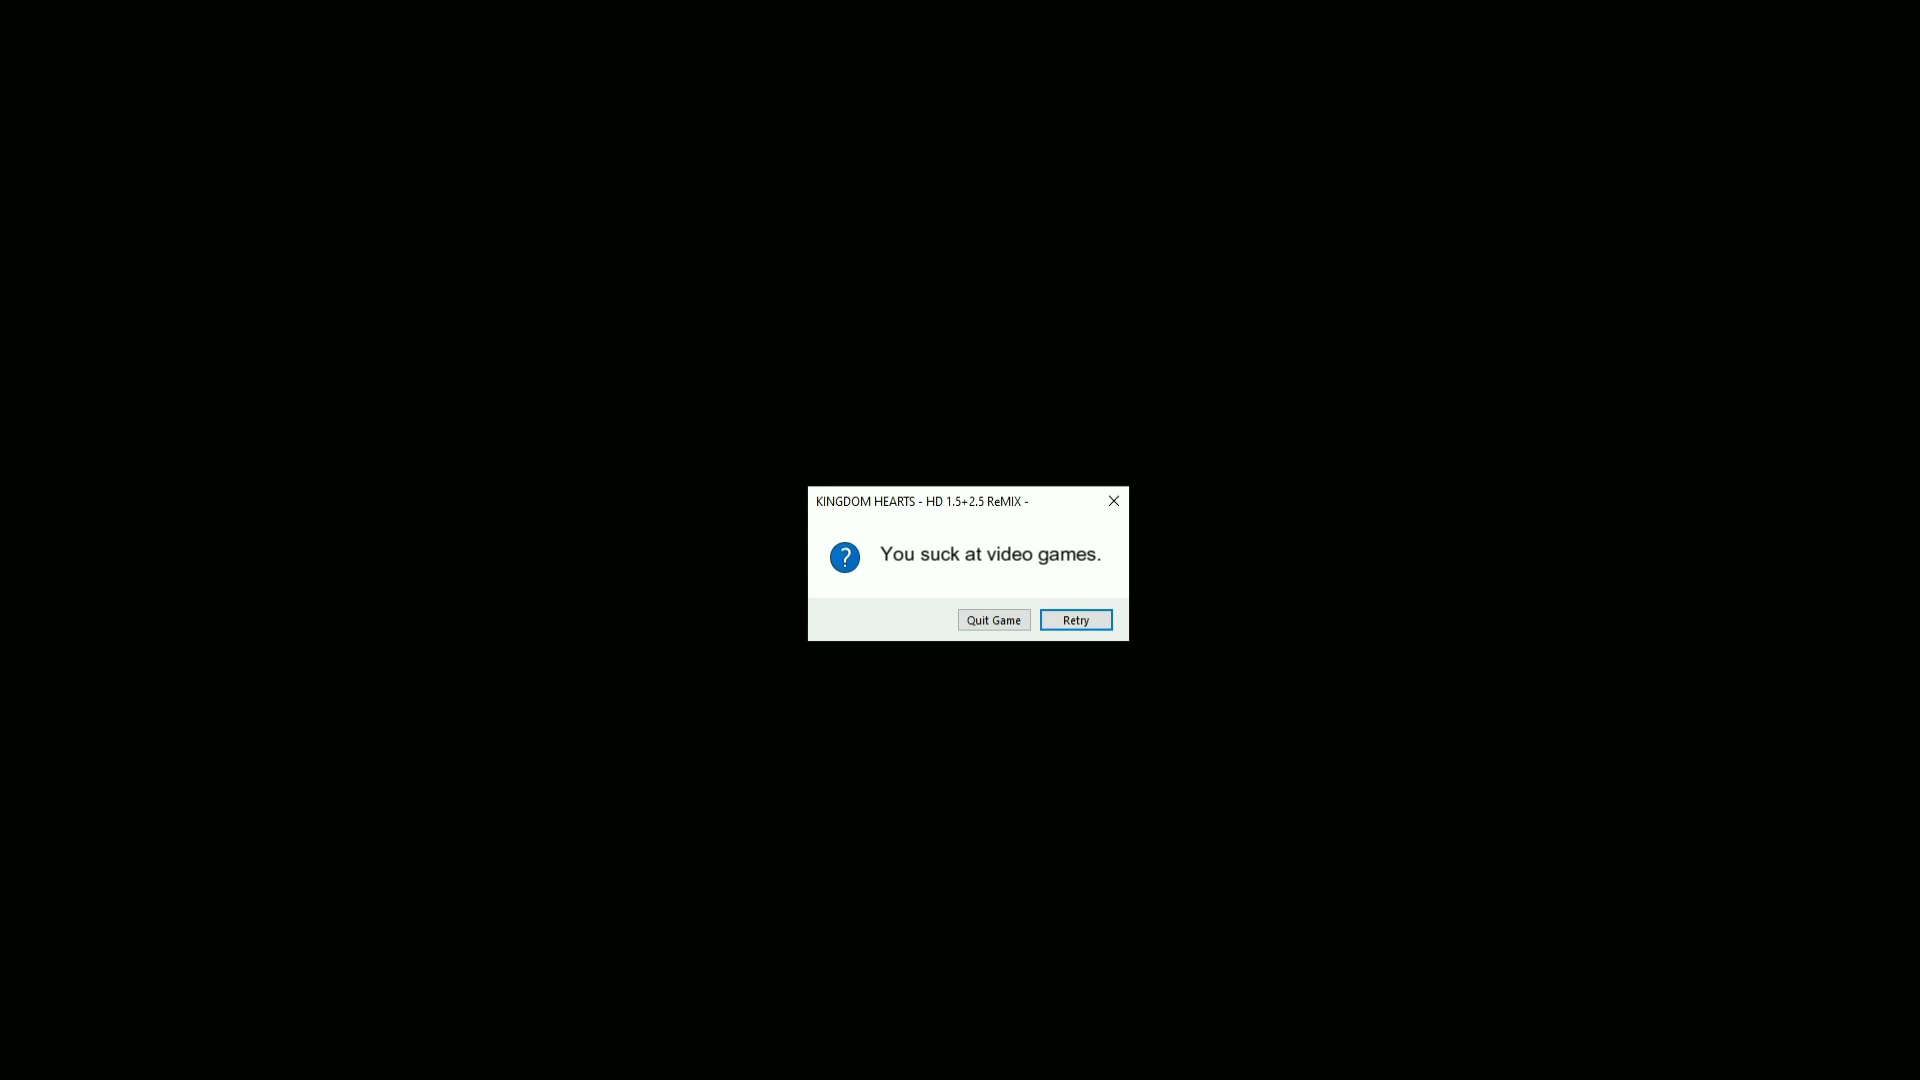 KINGDOM HEARTS - HD 1.5+2.5 ReMIX -
You suck at video games.
Quit Game
Retry